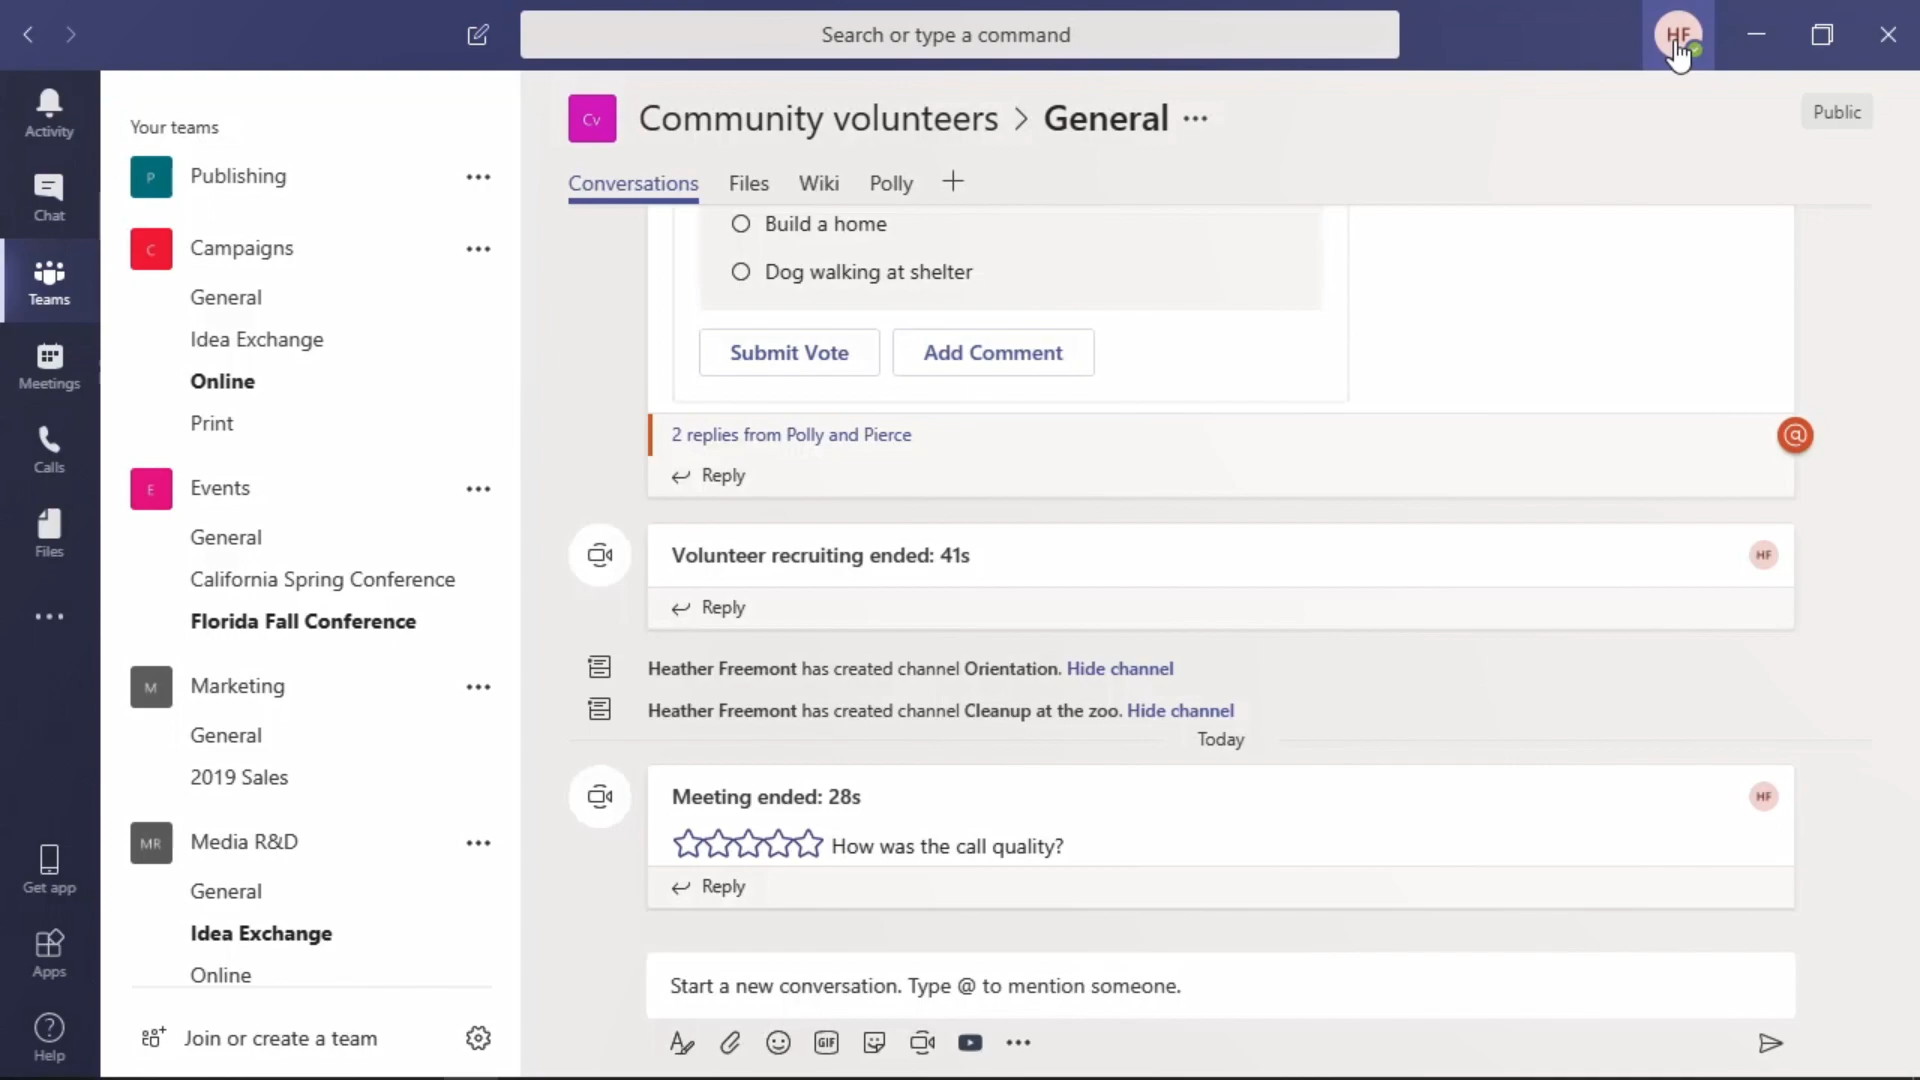 Search or type a command
HF
Activity
Chat
Teams
Meetings
Calls
Files
Get app
Apps
Help
Your teams
P Publishing
C Campaigns
General
Idea Exchange
Online
Print
E Events
General
California Spring Conference
Florida Fall Conference
M Marketing
General
2019 Sales
MR Media R&D
General
Idea Exchange
Online
Join or create a team
Cv Community volunteers > General ...
Public
Conversations Files Wiki Polly
Build a home
Dog walking at shelter
Submit Vote Add Comment
2 replies from Polly and Pierce
@
Reply
Volunteer recruiting ended: 41s
HF
Reply
Heather Freemont has created channel Orientation. Hide channel
Heather Freemont has created channel Cleanup at the zoo. Hide channel
Today
Meeting ended: 28s
HF
How was the call quality?
Reply
Start a new conversation. Type @ to mention someone.
GIF